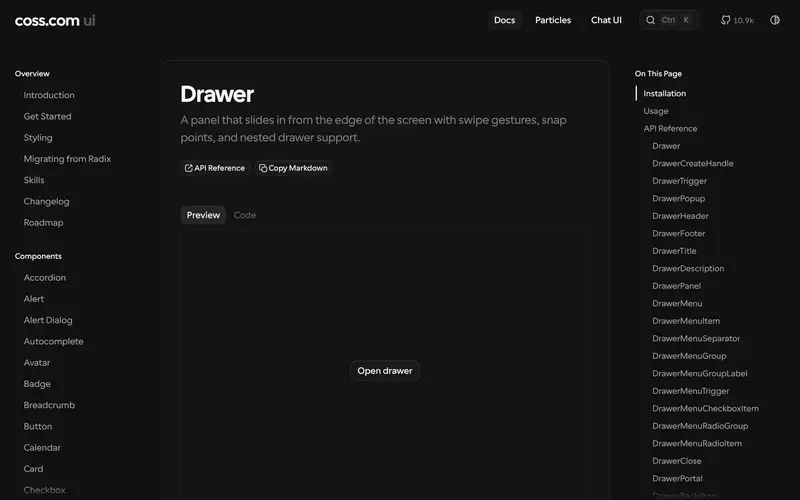 coss.com ui
Docs
Particles
Chat UI
Ctrl K
10.9k
Overview
Introduction
Get Started
Styling
Migrating from Radix
Skills
Changelog
Roadmap
Components
Accordion
Alert
Alert Dialog
Autocomplete
Avatar
Badge
Breadcrumb
Button
Calendar
Card
Checkbox
Drawer
A panel that slides in from the edge of the screen with swipe gestures, snap
points, and nested drawer support.
API Reference
Copy Markdown
Preview
Code
Open drawer
On This Page
Installation
Usage
API Reference
Drawer
DrawerCreateHandle
DrawerTrigger
DrawerPopup
DrawerHeader
DrawerFooter
DrawerTitle
DrawerDescription
DrawerPanel
DrawerMenu
DrawerMenuItem
DrawerMenuSeparator
DrawerMenuGroup
DrawerMenuGroupLabel
DrawerMenuTrigger
DrawerMenuCheckboxItem
DrawerMenuRadioGroup
DrawerMenuRadioItem
DrawerClose
DrawerPortal
DrawerBackdrop